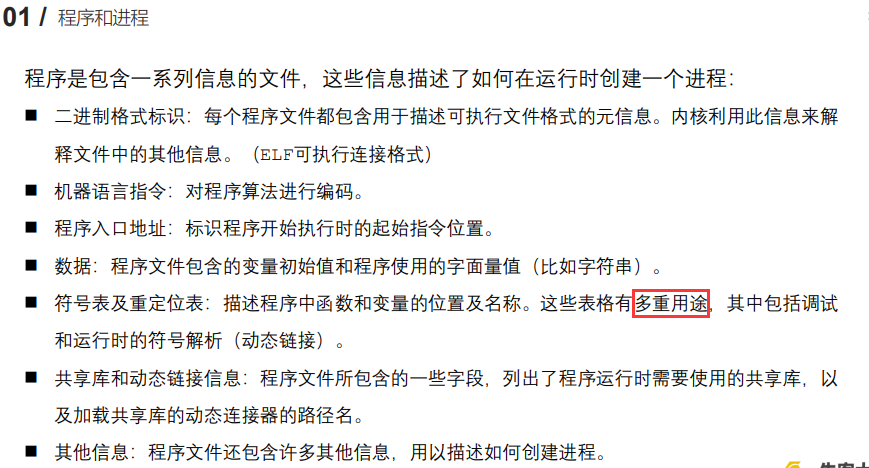 01 / 程序和进程
程序是包含一系列信息的文件，这些信息描述了如何在运行时创建一个进程：
■ 二进制格式标识：每个程序文件都包含用于描述可执行文件格式的元信息。内核利用此信息来解
释文件中的其他信息。（ELF可执行连接格式）
■ 机器语言指令：对程序算法进行编码。
■ 程序入口地址：标识程序开始执行时的起始指令位置。
■ 数据：程序文件包含的变量初始值和程序使用的字面量值（比如字符串）。
■ 符号表及重定位表：描述程序中函数和变量的位置及名称。这些表格有多重用途，其中包括调试
和运行时的符号解析（动态链接）。
■ 共享库和动态链接信息：程序文件所包含的一些字段，列出了程序运行时需要使用的共享库，以
及加载共享库的动态连接器的路径名。
■ 其他信息：程序文件还包含许多其他信息，用以描述如何创建进程。